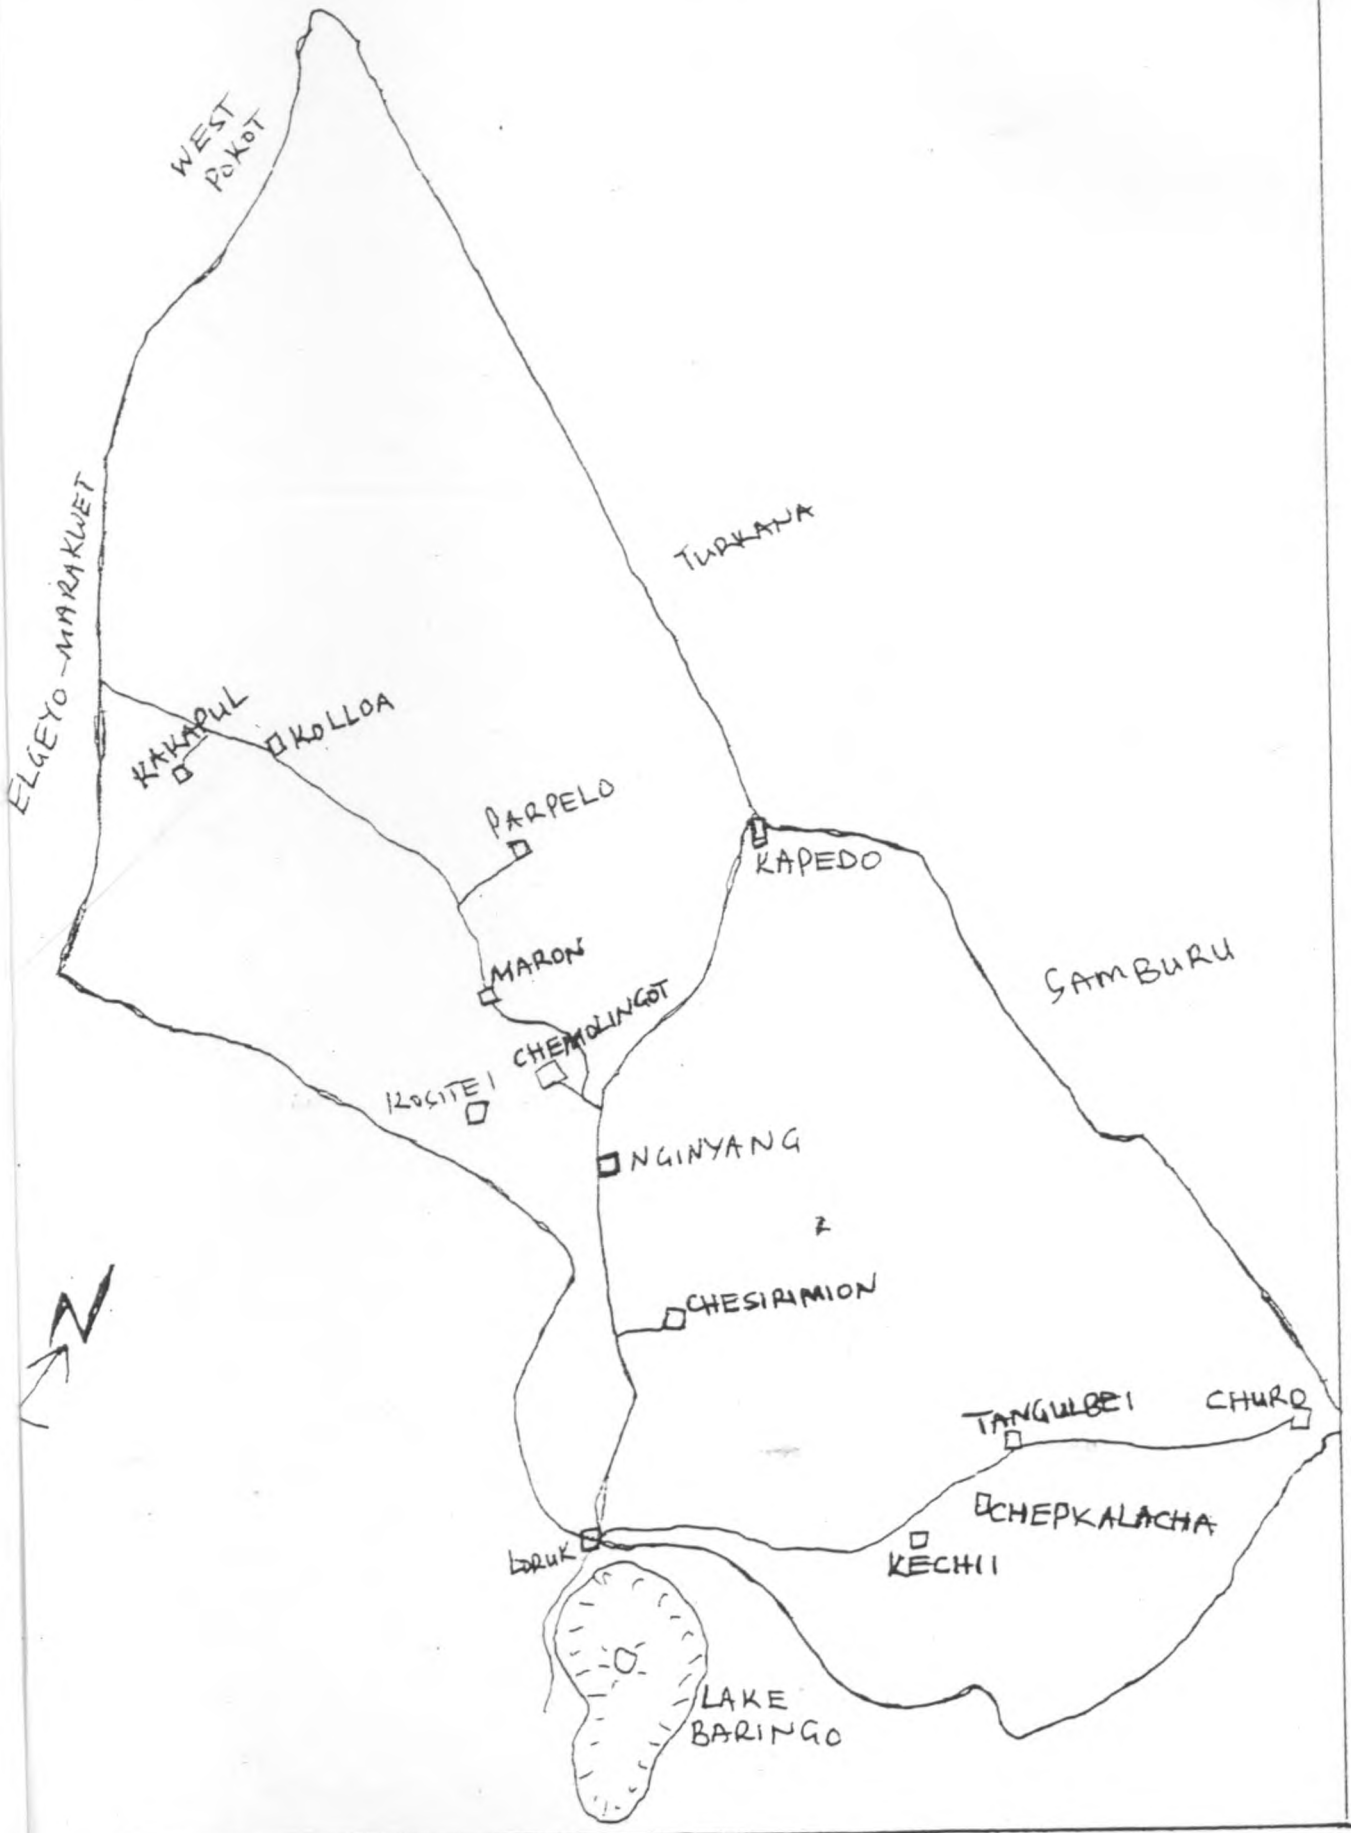 WEST
POKOT
TURKANA
ELGEYO-MARAKWET
KAKAPUL
KOLLOA
PARPELO
KAPEDO
MARON
SAMBURU
CHEMOLINGOT
KOSITEI
NGINYANG
N
CHESIRIMION
TANGULBEI
CHURO
CHEPKALACHA
LORUK
KECHII
LAKE
BARINGO